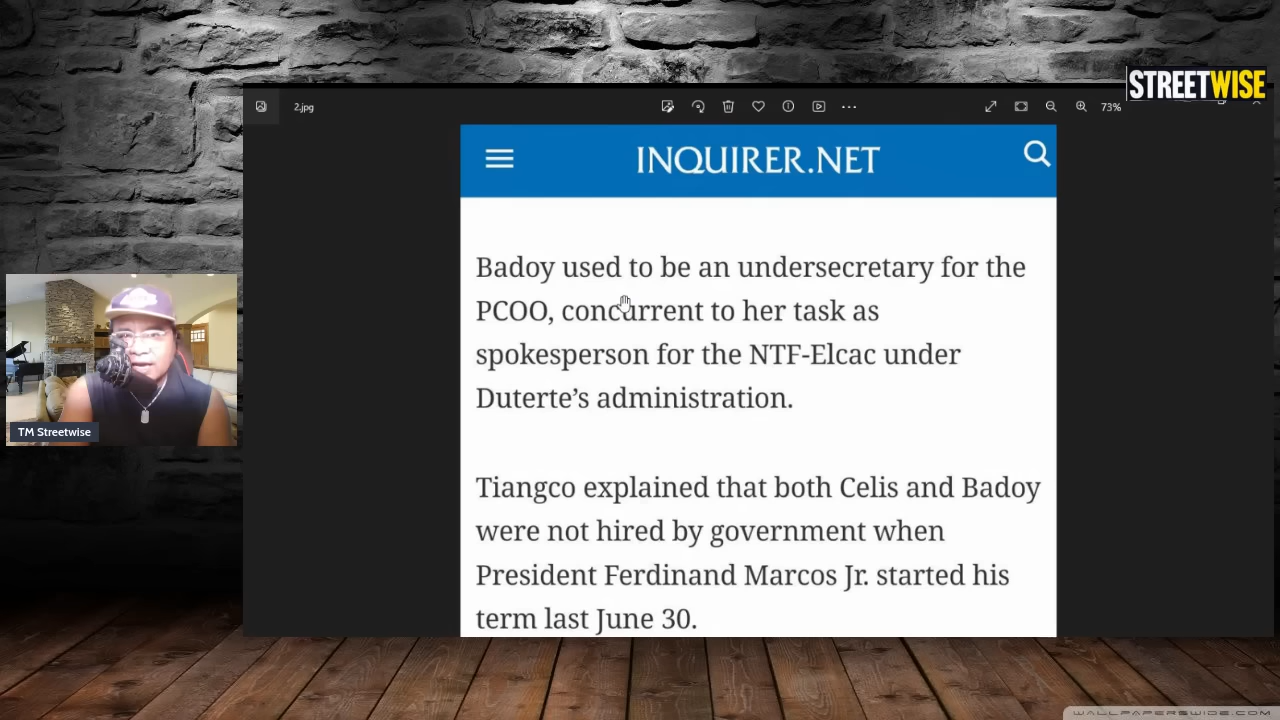 STREETWISE
2.jpg
73%
INQUIRER.NET
Badoy used to be an undersecretary for the
PCOO, concurrent to her task as
spokesperson for the NTF-Elcac under
Duterte’s administration.
Tiangco explained that both Celis and Badoy
were not hired by government when
President Ferdinand Marcos Jr. started his
term last June 30.
TM Streetwise
WALLPAPERSWIDE.COM